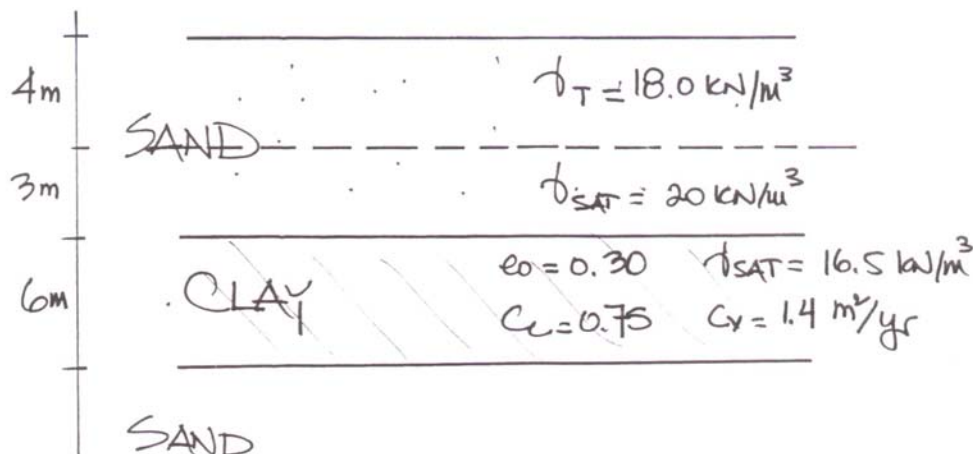 4m
γT = 18.0 kN/m³
SAND
3m
γSAT = 20 kN/m³
6m
CLAY
e0 = 0.30
γSAT = 16.5 kN/m³
Cc = 0.75
Cv = 1.4 m²/yr
SAND